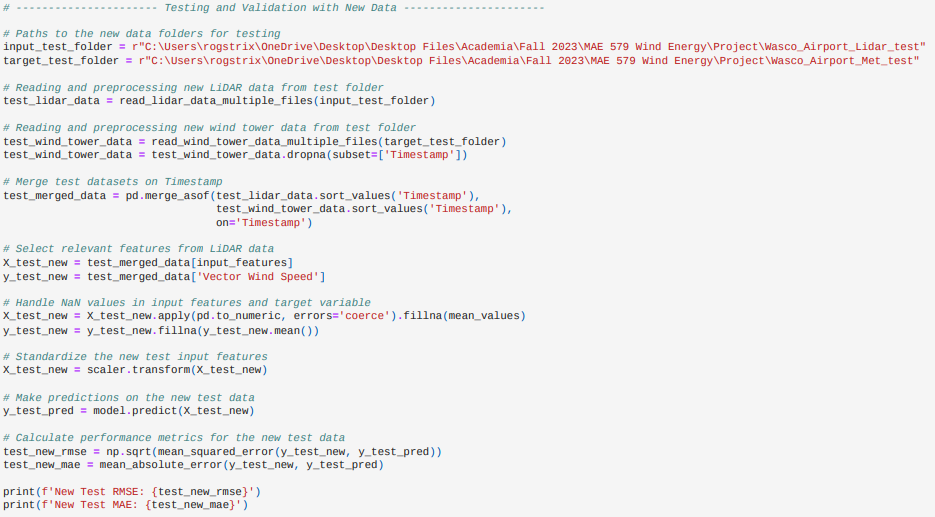 # ---------------------- Testing and Validation with New Data ----------------------
# Paths to the new data folders for testing
input_test_folder = r"C:\Users\rogstrix\OneDrive\Desktop\Desktop Files\Academia\Fall 2023\MAE 579 Wind Energy\Project\Wasco_Airport_Lidar_test"
target_test_folder = r"C:\Users\rogstrix\OneDrive\Desktop\Desktop Files\Academia\Fall 2023\MAE 579 Wind Energy\Project\Wasco_Airport_Met_test"
# Reading and preprocessing new LiDAR data from test folder
test_lidar_data = read_lidar_data_multiple_files(input_test_folder)
# Reading and preprocessing new wind tower data from test folder
test_wind_tower_data = read_wind_tower_data_multiple_files(target_test_folder)
test_wind_tower_data = test_wind_tower_data.dropna(subset=['Timestamp'])
# Merge test datasets on Timestamp
test_merged_data = pd.merge_asof(test_lidar_data.sort_values('Timestamp'),
test_wind_tower_data.sort_values('Timestamp'),
on='Timestamp')
# Select relevant features from LiDAR data
X_test_new = test_merged_data[input_features]
y_test_new = test_merged_data['Vector Wind Speed']
# Handle NaN values in input features and target variable
X_test_new = X_test_new.apply(pd.to_numeric, errors='coerce').fillna(mean_values)
y_test_new = y_test_new.fillna(y_test_new.mean())
# Standardize the new test input features
X_test_new = scaler.transform(X_test_new)
# Make predictions on the new test data
y_test_pred = model.predict(X_test_new)
# Calculate performance metrics for the new test data
test_new_rmse = np.sqrt(mean_squared_error(y_test_new, y_test_pred))
test_new_mae = mean_absolute_error(y_test_new, y_test_pred)
print(f'New Test RMSE: {test_new_rmse}')
print(f'New Test MAE: {test_new_mae}')